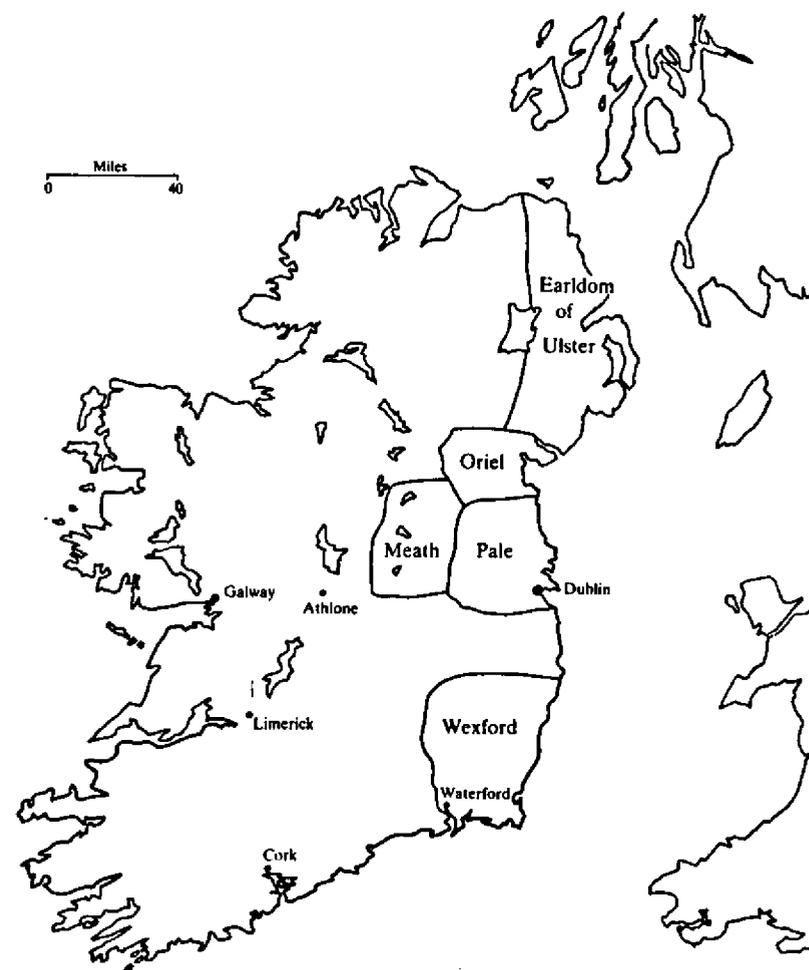 Miles
0 40
Earldom
of
Ulster
Oriel
Meath
Pale
Galway
Athlone
Dublin
Limerick
Wexford
Waterford
Cork